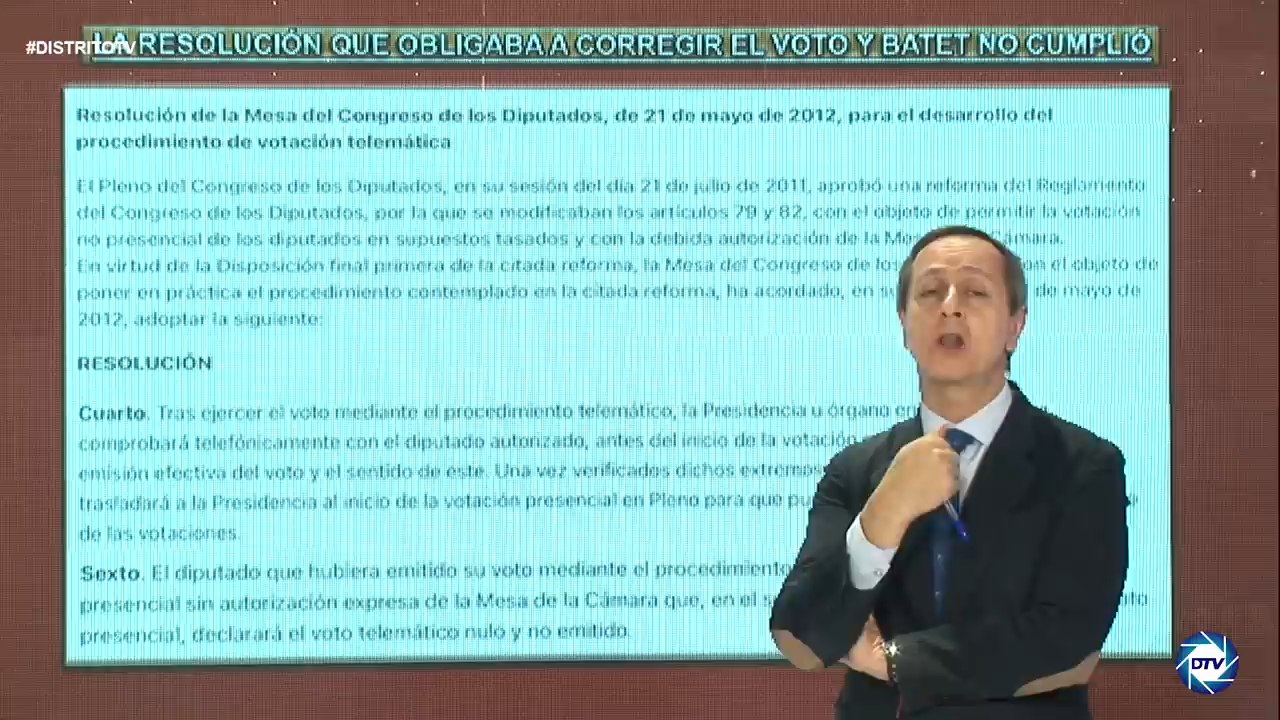 #DISTRITOTV
LA RESOLUCIÓN QUE OBLIGABA A CORREGIR EL VOTO Y BATET NO CUMPLIÓ
Resolución de la Mesa del Congreso de los Diputados, de 21 de mayo de 2012, para el desarrollo del
procedimiento de votación telemática
El Pleno del Congreso de los Diputados, en su sesión del día 21 de julio de 2011, aprobó una reforma del Reglamento
del Congreso de los Diputados, por la que se modificaban los artículos 79 y 82, con el objeto de permitir la votación
no presencial de los diputados en supuestos tasados y con la debida autorización de la Cámara.
En virtud de la Disposición final primera de la citada reforma, la Mesa del Congreso de el objeto de
poner en práctica el procedimiento contemplado en la citada reforma, ha acordado, en de mayo de
2012, adoptar la siguiente:
RESOLUCIÓN
Cuarto. Tras ejercer el voto mediante el procedimiento telemático, la Presidencia u órgano
comprobará telefónicamente con el diputado autorizado, antes del inicio de la votación
emisión efectiva del voto y el sentido de este. Una vez verificados dichos
trasladará a la Presidencia al inicio de la votación presencial en Pleno para que
de las votaciones.
Sexto. El diputado que hubiera emitido su voto mediante el procedimiento
presencial sin autorización expresa de la Mesa de la Cámara que, en el
presencial, declarará el voto telemático nulo y no emitido.
DTV